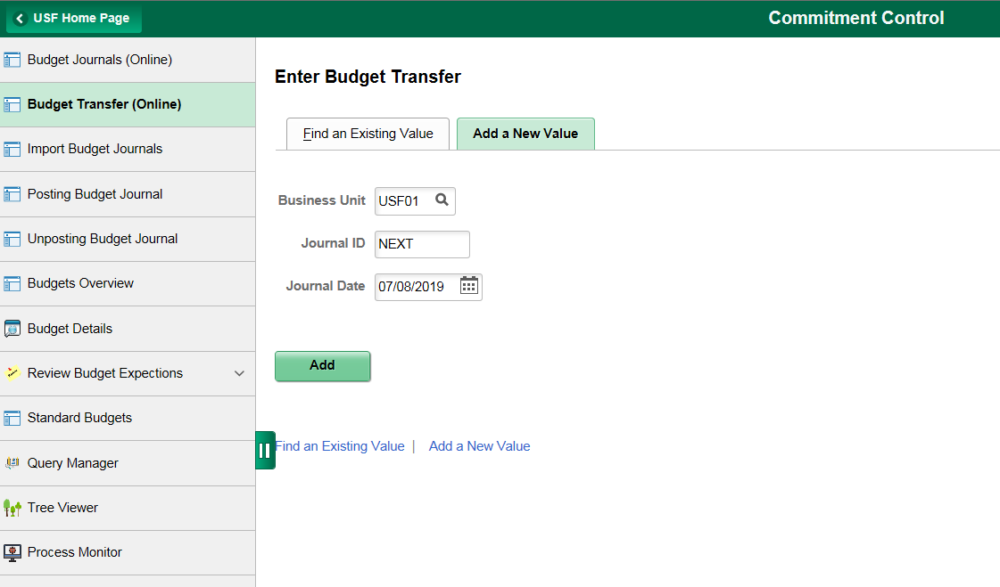 USF Home Page
Commitment Control
Budget Journals (Online)
Budget Transfer (Online)
Import Budget Journals
Posting Budget Journal
Unposting Budget Journal
Budgets Overview
Budget Details
Review Budget Expections
Standard Budgets
Query Manager
Tree Viewer
Process Monitor
Enter Budget Transfer
Find an Existing Value
Add a New Value
Business Unit USF01
Journal ID NEXT
Journal Date 07/08/2019
Add
Find an Existing Value | Add a New Value